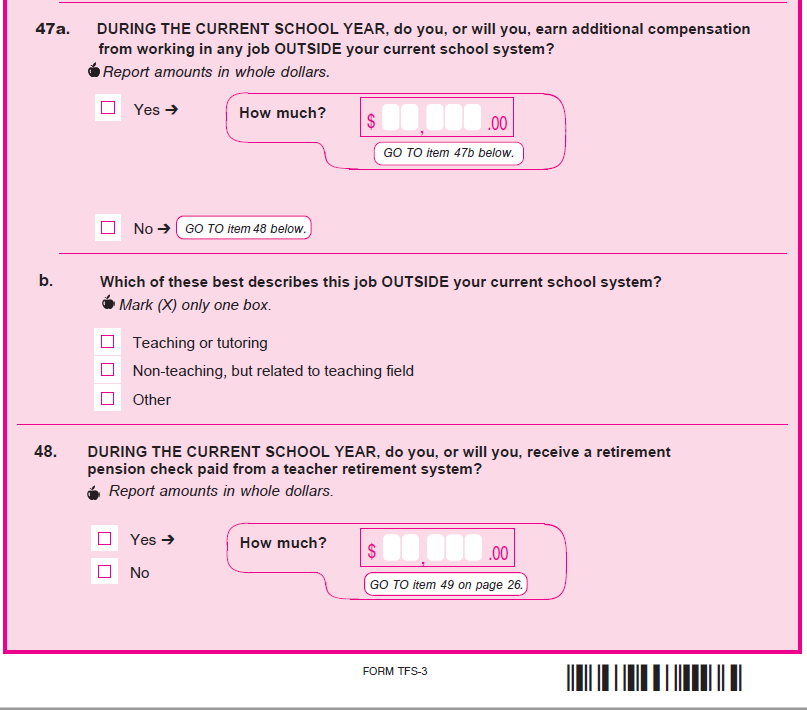 47a. DURING THE CURRENT SCHOOL YEAR, do you, or will you, earn additional compensation
from working in any job OUTSIDE your current school system?
Report amounts in whole dollars.
Yes ➔ How much? $ , .00
GO TO item 47b below.
No ➔ GO TO item 48 below.
b. Which of these best describes this job OUTSIDE your current school system?
Mark (X) only one box.
Teaching or tutoring
Non-teaching, but related to teaching field
Other
48. DURING THE CURRENT SCHOOL YEAR, do you, or will you, receive a retirement
pension check paid from a teacher retirement system?
Report amounts in whole dollars.
Yes ➔ How much? $ , .00
No
GO TO item 49 on page 26.
FORM TFS-3